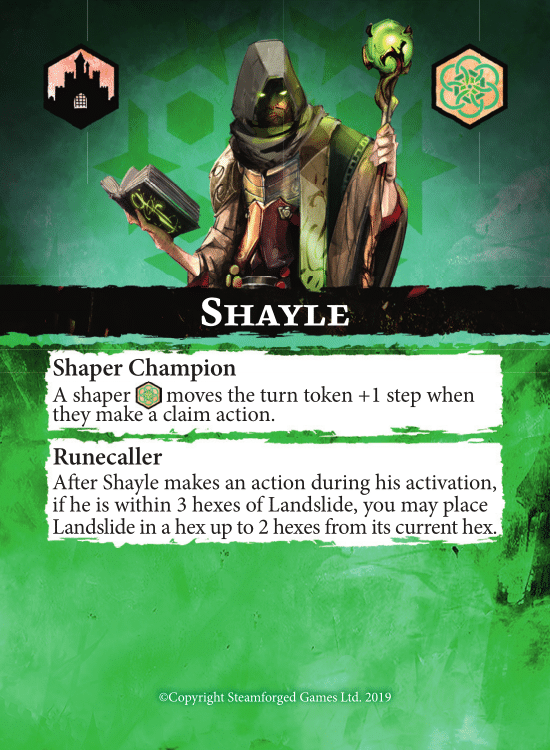 Shayle
Shaper Champion
A shaper moves the turn token +1 step when
they make a claim action.
Runecaller
After Shayle makes an action during his activation,
if he is within 3 hexes of Landslide, you may place
Landslide in a hex up to 2 hexes from its current hex.
©Copyright Steamforged Games Ltd. 2019